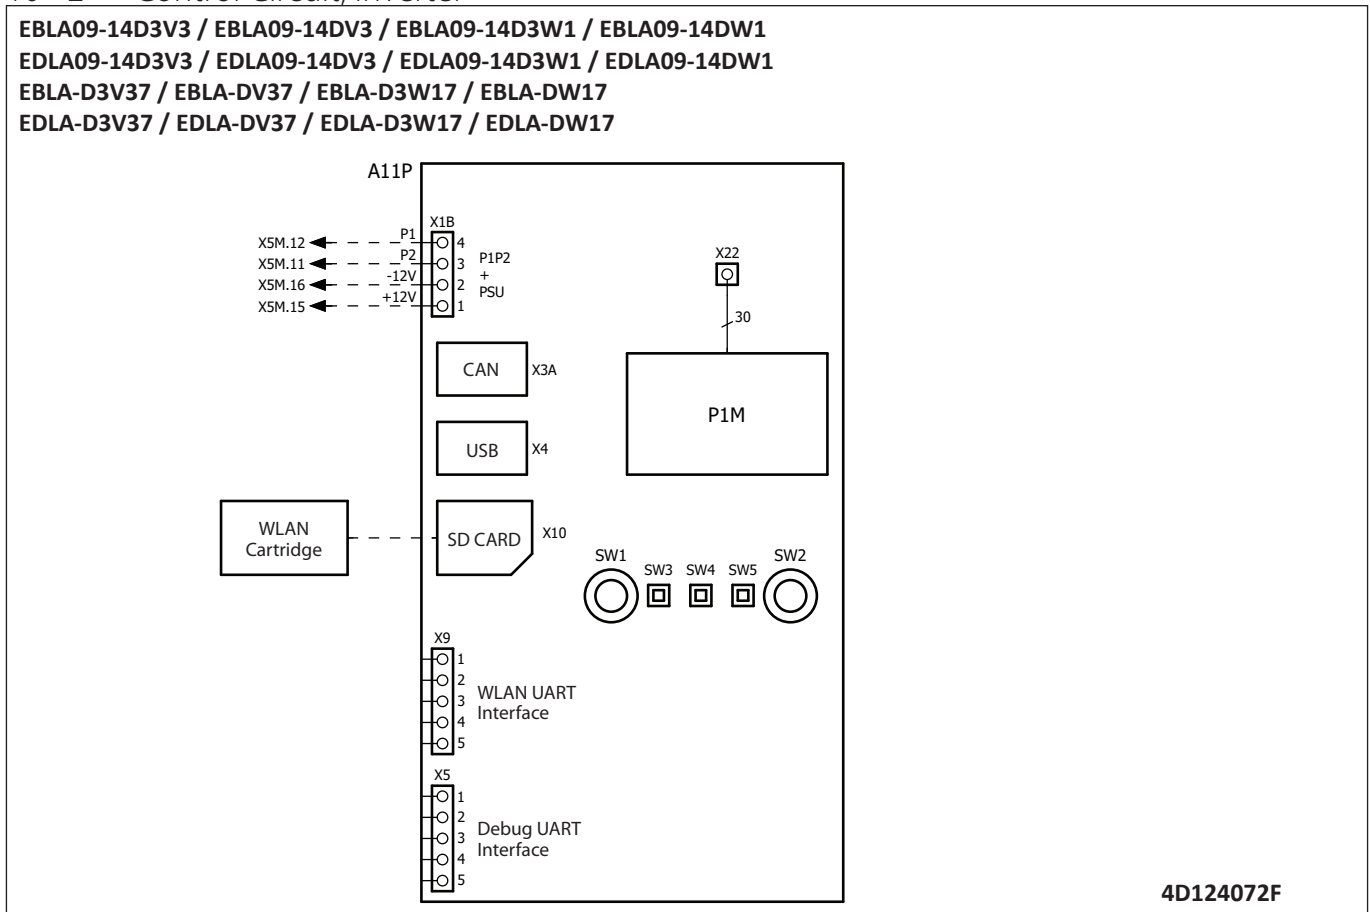 EBLA09-14D3V3 / EBLA09-14DV3 / EBLA09-14D3W1 / EBLA09-14DW1
EDLA09-14D3V3 / EDLA09-14DV3 / EDLA09-14D3W1 / EDLA09-14DW1
EBLA-D3V37 / EBLA-DV37 / EBLA-D3W17 / EBLA-DW17
EDLA-D3V37 / EDLA-DV37 / EDLA-D3W17 / EDLA-DW17
A11P
X1B
X5M.12 P1 4
X5M.11 P2 3 P1P2
X5M.16 -12V 2 +
X5M.15 +12V 1 PSU
X22
30
P1M
CAN X3A
USB X4
WLAN
Cartridge
SD CARD X10
SW1 SW3 SW4 SW5 SW2
X9
1
2
3
4
5
WLAN UART
Interface
X5
1
2
3
4
5
Debug UART
Interface
4D124072F